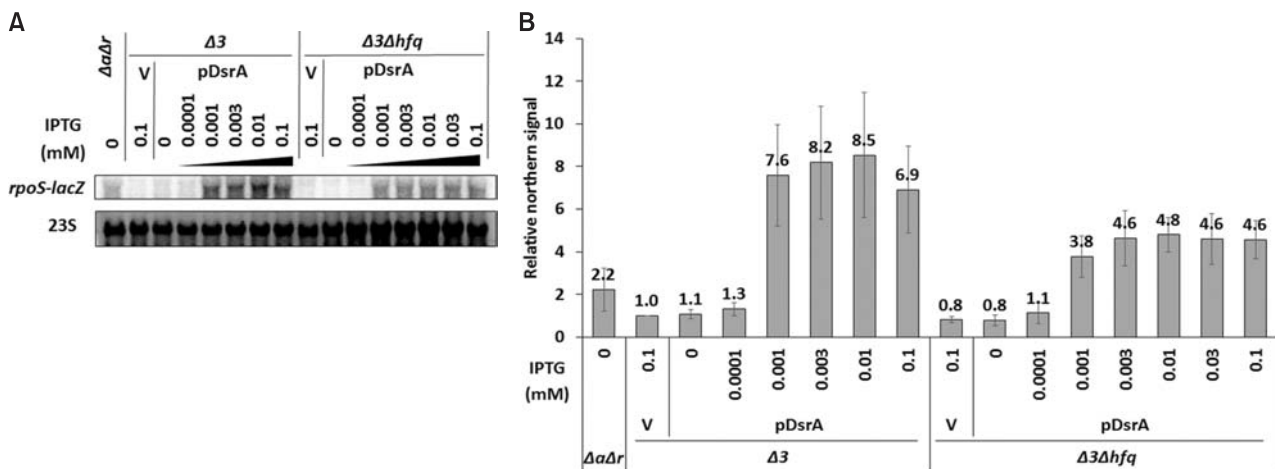 A
ΔaΔr
Δ3
Δ3Δhfq
V
pDsrA
V
pDsrA
IPTG
(mM)
0
0.1
0
0.0001
0.001
0.003
0.01
0.1
0.1
0
0.0001
0.001
0.003
0.01
0.03
0.1
rpoS-lacZ
23S
B
Relative northern signal
14
12
10
8
6
4
2
0
2.2
1.0
1.1
1.3
7.6
8.2
8.5
6.9
0.8
0.8
1.1
3.8
4.6
4.8
4.6
4.6
IPTG
(mM)
0
0.1
0
0.0001
0.001
0.003
0.01
0.1
0.1
0
0.0001
0.001
0.003
0.01
0.03
0.1
V
pDsrA
V
pDsrA
ΔaΔr
Δ3
Δ3Δhfq